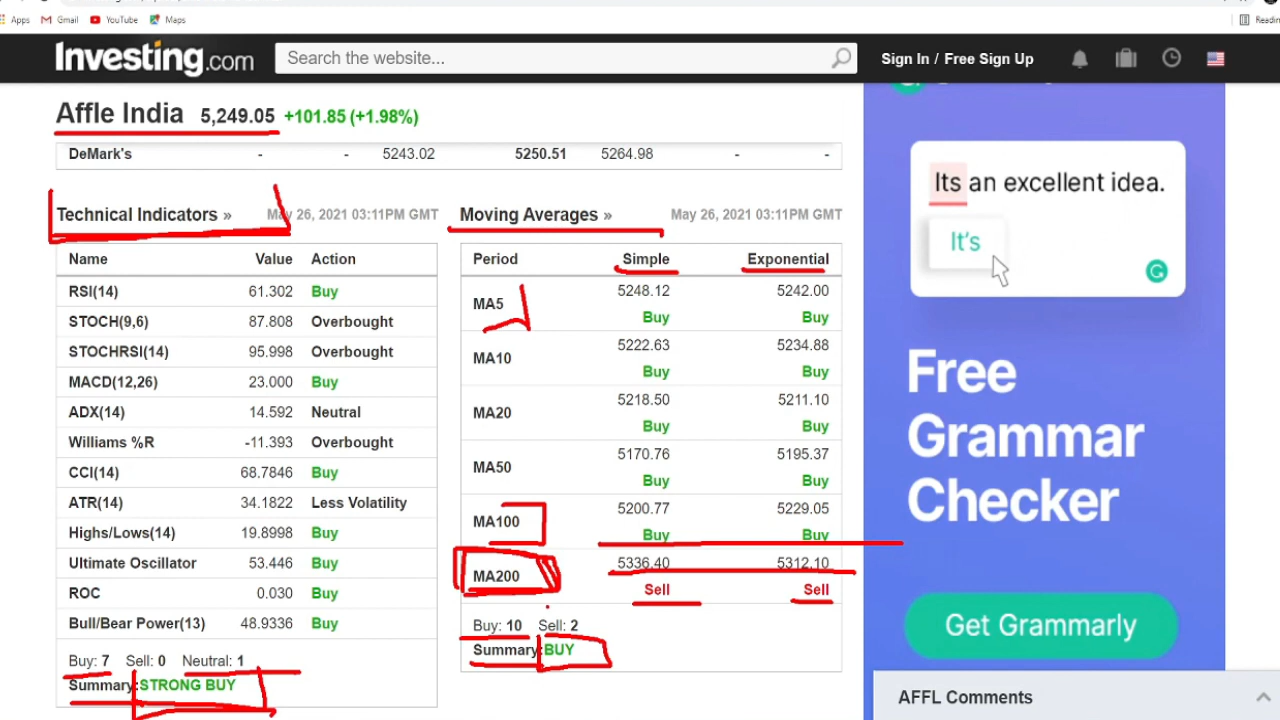 Apps Gmail YouTube Maps
Investing.com Search the website... Sign In / Free Sign Up
Affle India 5,249.05 +101.85 (+1.98%)
DeMark's - - 5243.02 5250.51 5264.98 - -
Technical Indicators » May 26, 2021 03:11PM GMT
Name Value Action
RSI(14) 61.302 Buy
STOCH(9,6) 87.808 Overbought
STOCHRSI(14) 95.998 Overbought
MACD(12,26) 23.000 Buy
ADX(14) 14.592 Neutral
Williams %R -11.393 Overbought
CCI(14) 68.7846 Buy
ATR(14) 34.1822 Less Volatility
Highs/Lows(14) 19.8998 Buy
Ultimate Oscillator 53.446 Buy
ROC 0.030 Buy
Bull/Bear Power(13) 48.9336 Buy
Buy: 7 Sell: 0 Neutral: 1
Summary:STRONG BUY
Moving Averages » May 26, 2021 03:11PM GMT
Period Simple Exponential
MA5 5248.12 5242.00
Buy Buy
MA10 5222.63 5234.88
Buy Buy
MA20 5218.50 5211.10
Buy Buy
MA50 5170.76 5195.37
Buy Buy
MA100 5200.77 5229.05
Buy Buy
MA200 5336.40 5312.10
Sell Sell
Buy: 10 Sell: 2
Summary:BUY
Its an excellent idea.
It's
Free
Grammar
Checker
Get Grammarly
AFFL Comments